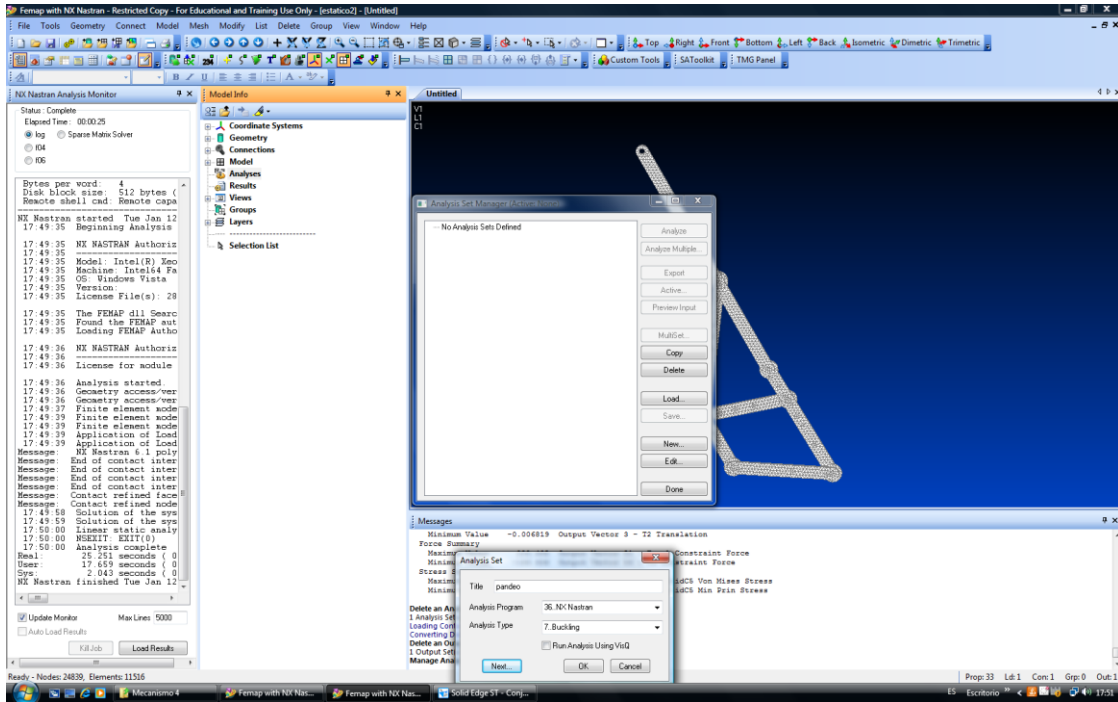 Femap with NX Nastran - Restricted Copy - For Educational and Training Use Only - [estatico2] - [Untitled]
File Tools Geometry Connect Model Mesh Modify List Delete Group View Window Help
Top Right Front Bottom Left Back Isometric Dimetric Trimetric
Custom Tools SAToolkit TMG Panel
NX Nastran Analysis Monitor
Status : Complete
Elapsed Time : 00:00:25
log Sparse Matrix Solver
f04
f06
Bytes per word: 4
Disk block size: 512 bytes (
Remote shell cmd: Remote capa
NX Nastran started Tue Jan 12
17:49:35 Beginning Analysis
17:49:35 NX NASTRAN Authoriz
17:49:35 --------------------
17:49:35 Model: Intel(R) Xeo
17:49:35 Machine: Intel64 Fa
17:49:35 OS: Windows Vista
17:49:35 Version:
17:49:35 License File(s): 28
17:49:35 The FEMAP dll Searc
17:49:35 Found the FEMAP aut
17:49:35 Loading FEMAP Autho
17:49:36 NX NASTRAN Authoriz
17:49:36 --------------------
17:49:36 License for module
17:49:36 Analysis started.
17:49:36 Geometry access/ver
17:49:36 Geometry access/ver
17:49:37 Finite element mode
17:49:39 Finite element mode
17:49:39 Finite element mode
17:49:39 Application of Load
17:49:39 Application of Load
Message: NX Nastran 6.1 poly
Message: End of contact inter
Message: End of contact inter
Message: End of contact inter
Message: End of contact inter
Message: Contact refined face
Message: Contact refined node
17:49:58 Solution of the sys
17:49:59 Solution of the sys
17:50:00 Linear static analy
17:50:00 NSEXIT: EXIT(0)
17:50:00 Analysis complete
Real: 25.251 seconds ( 0
User: 17.659 seconds ( 0
Sys: 2.043 seconds ( 0
NX Nastran finished Tue Jan 12
Update Monitor Max Lines 5000
Auto Load Results
Kill Job Load Results
Model Info
Coordinate Systems
Geometry
Connections
Model
Analyses
Results
Views
Groups
Layers
Selection List
Untitled
V1
L1
C1
Analysis Set Manager (Active: None)
No Analysis Sets Defined
Analyze
Analyze Multiple...
Export
Active...
Preview Input
MultiSet...
Copy
Delete
Load...
Save...
New...
Edit...
Done
Messages
Minimum Value -0.006819 Output Vector 3 - T2 Translation
Force Summary
Maximu Constraint Force
Minimu straint Force
Stress S
Maximu idC5 Von Mises Stress
Minimu idC5 Min Prin Stress
Delete an An
1 Analysis Set
Loading Cont
Converting D
Delete an Ou
1 Output Set
Manage Ana
Analysis Set
Title pandeo
Analysis Program 36..NX Nastran
Analysis Type 7..Buckling
Run Analysis Using VisQ
Next... OK Cancel
Ready - Nodes: 24839, Elements: 11516
Prop: 33 Ld: 1 Con: 1 Grp: 0 Out: 1
Mecanismo 4 Femap with NX Nas... Femap with NX Nas... Solid Edge ST - Conj...
ES Escritorio 17:51